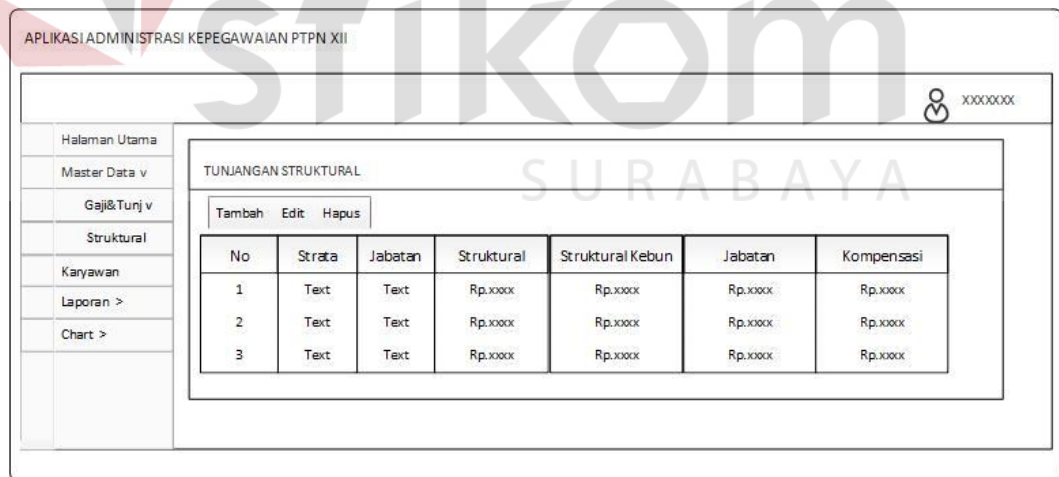 stikom
APLIKASI ADMINISTRASI KEPEGAWAIAN PTPN XII
XXXXXXX
Halaman Utama
Master Data v
Gaji&Tunj v
Struktural
Karyawan
Laporan >
Chart >
SURABAYA
TUNJANGAN STRUKTURAL
Tambah Edit Hapus
No Strata Jabatan Struktural Struktural Kebun Jabatan Kompensasi
1 Text Text Rp.xxxx Rp.xxxx Rp.xxxx Rp.xxxx
2 Text Text Rp.xxxx Rp.xxxx Rp.xxxx Rp.xxxx
3 Text Text Rp.xxxx Rp.xxxx Rp.xxxx Rp.xxxx